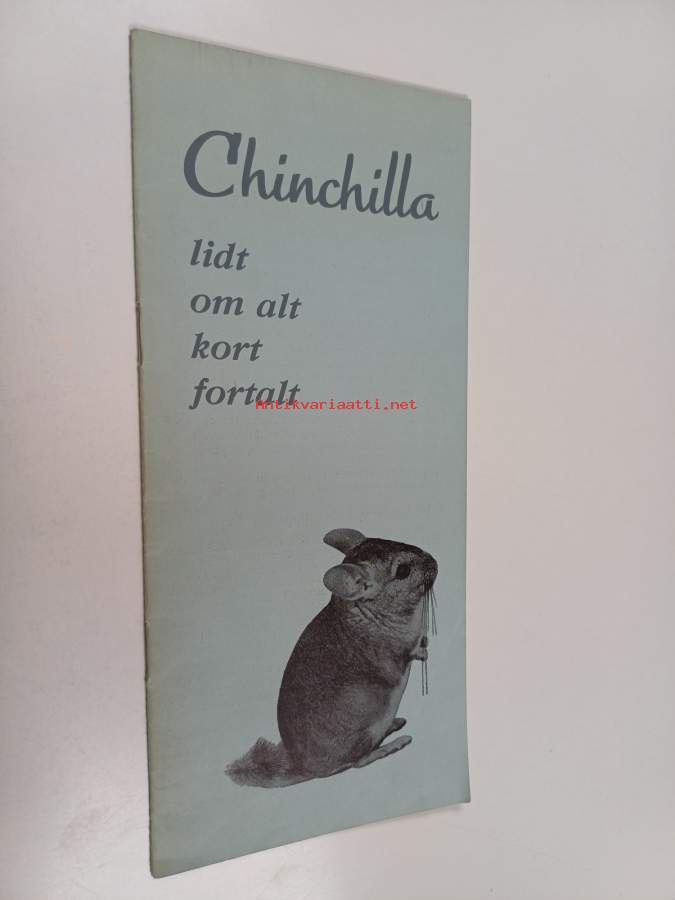 Chinchilla
lidt
om alt
kort
fortalt
Antikvariaatti.net